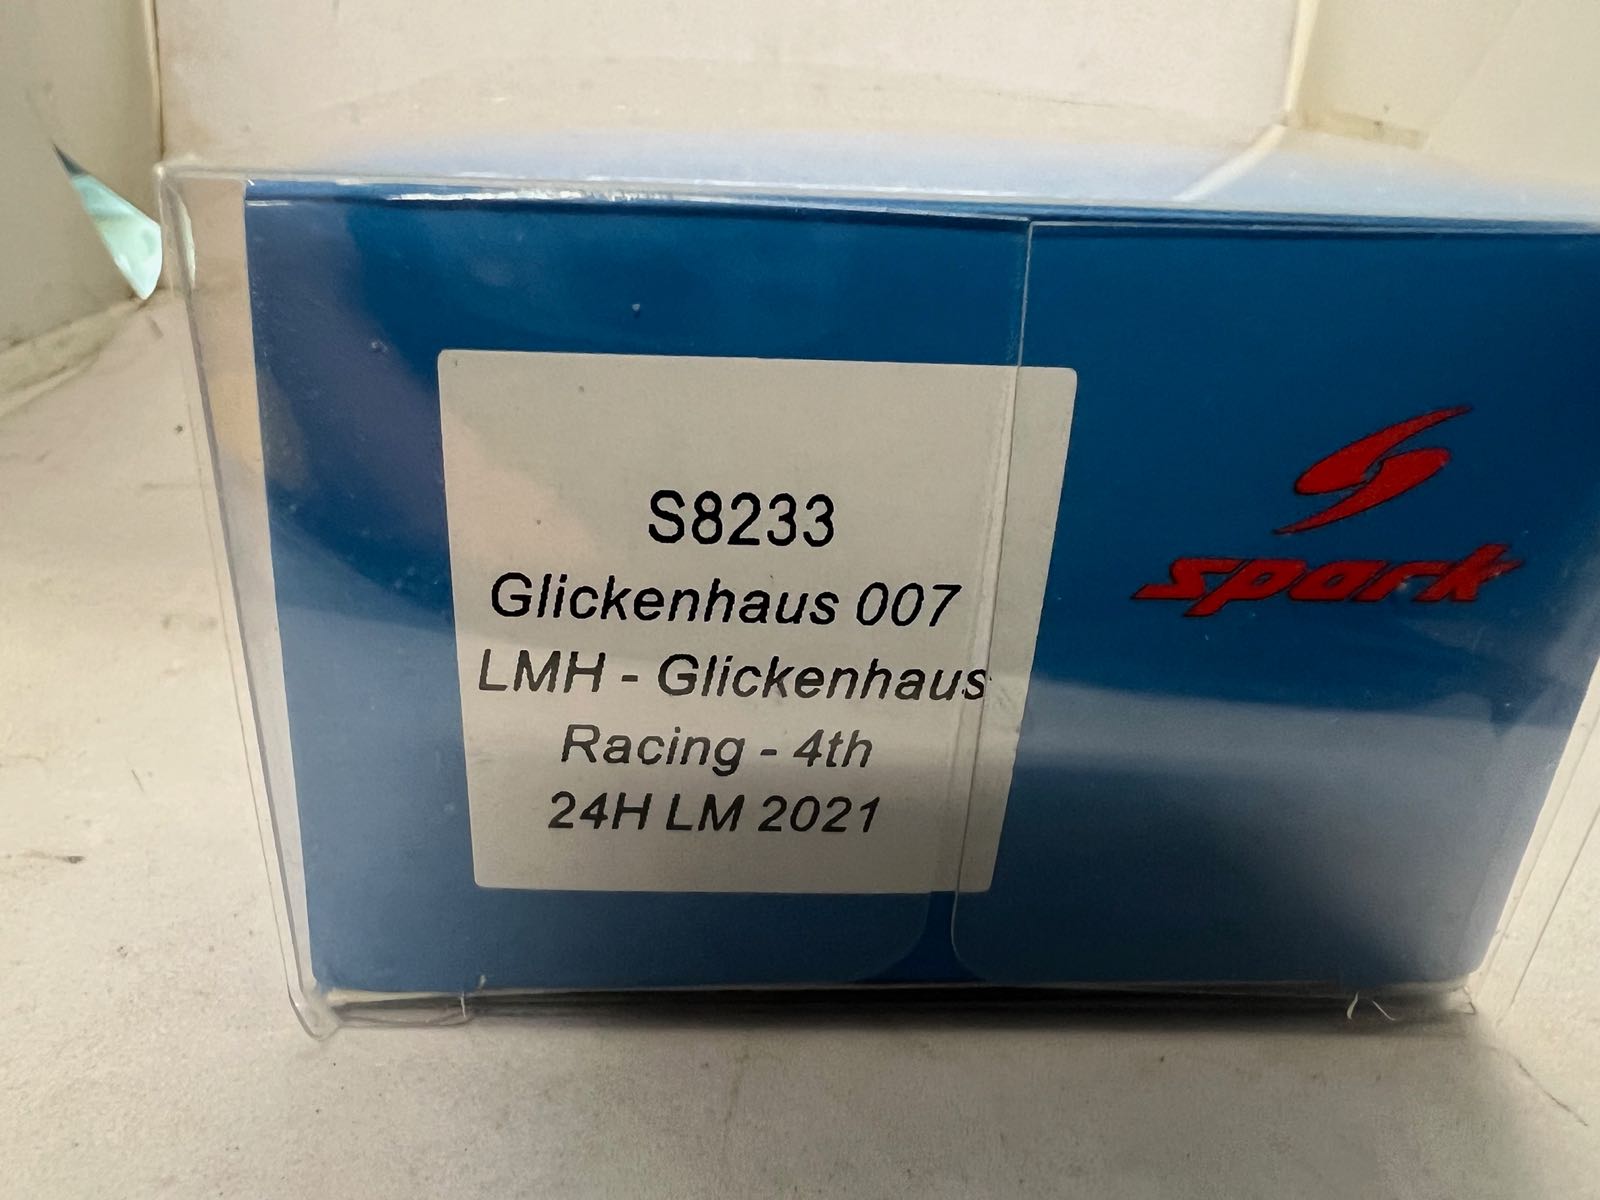 S8233
Glickenhaus 007
LMH - Glickenhaus
Racing - 4th
24H LM 2021
spark